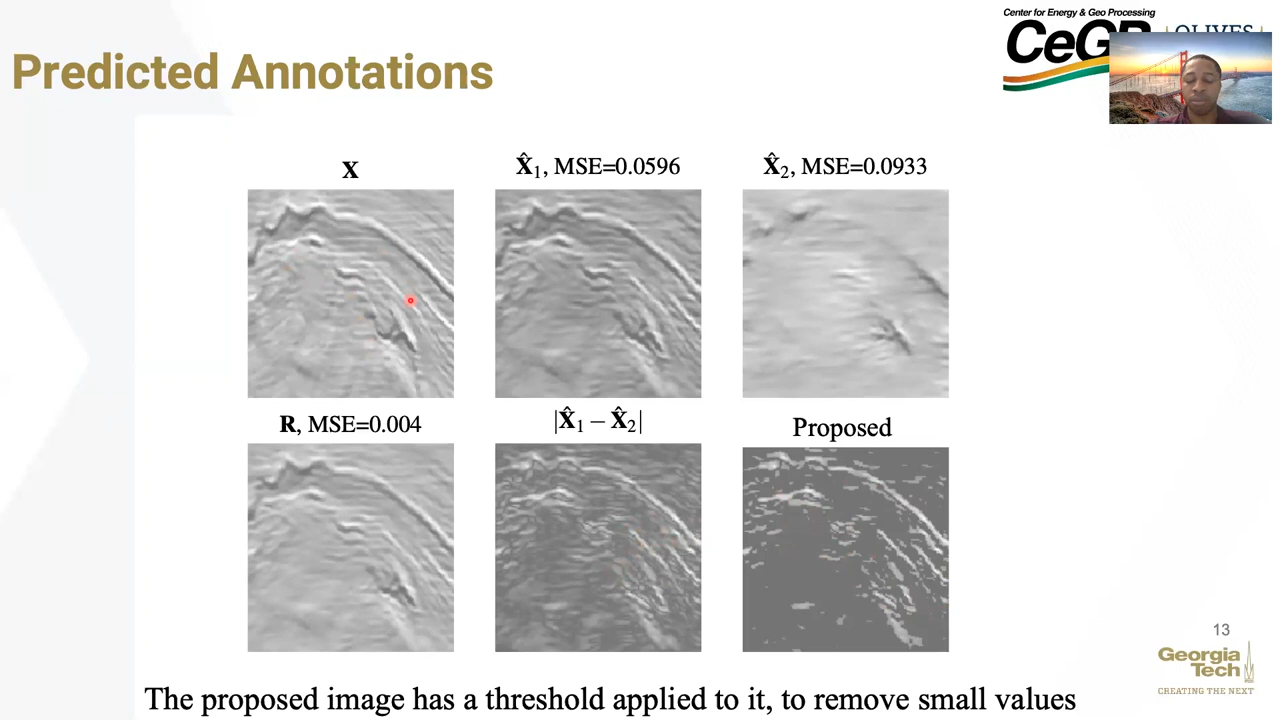 Center for Energy & Geo Processing
Predicted Annotations
X
X̂₁, MSE=0.0596
X̂₂, MSE=0.0933
R, MSE=0.004
|X̂₁ − X̂₂|
Proposed
13
Georgia
Tech
CREATING THE NEXT
The proposed image has a threshold applied to it, to remove small values